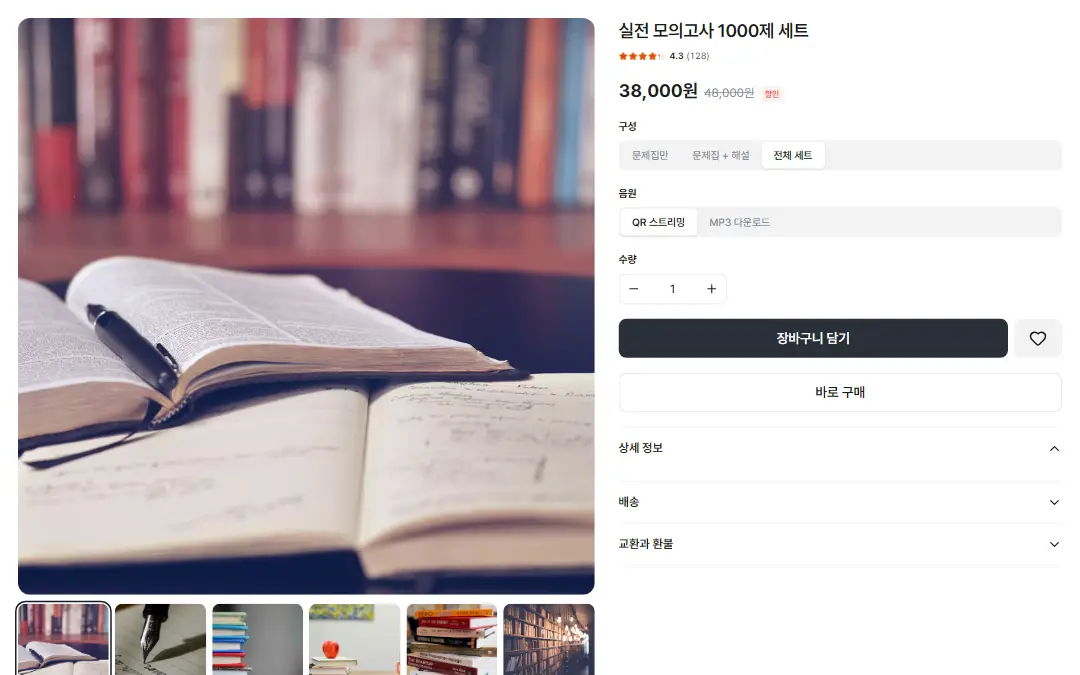 실전 모의고사 1000제 세트
4.3 (128)
38,000원 48,000원 할인
구성
문제집만 문제집 + 해설 전체 세트
음원
QR 스트리밍 MP3 다운로드
수량
− 1 +
장바구니 담기
바로 구매
상세 정보
배송
교환과 환불